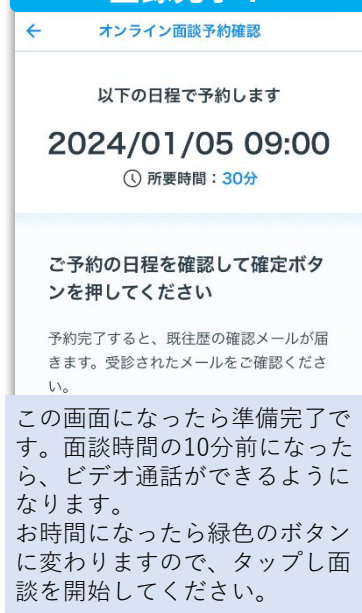 オンライン面談予約確認
以下の日程で予約します
2024/01/05 09:00
所要時間：30分
ご予約の日程を確認して確定ボタ
ンを押してください
予約完了すると、既往歴の確認メールが届
きます。受診されたメールをご確認くださ
い。
この画面になったら準備完了で
す。面談時間の10分前になった
ら、ビデオ通話ができるように
なります。
お時間になったら緑色のボタン
に変わりますので、タップし面
談を開始してください。